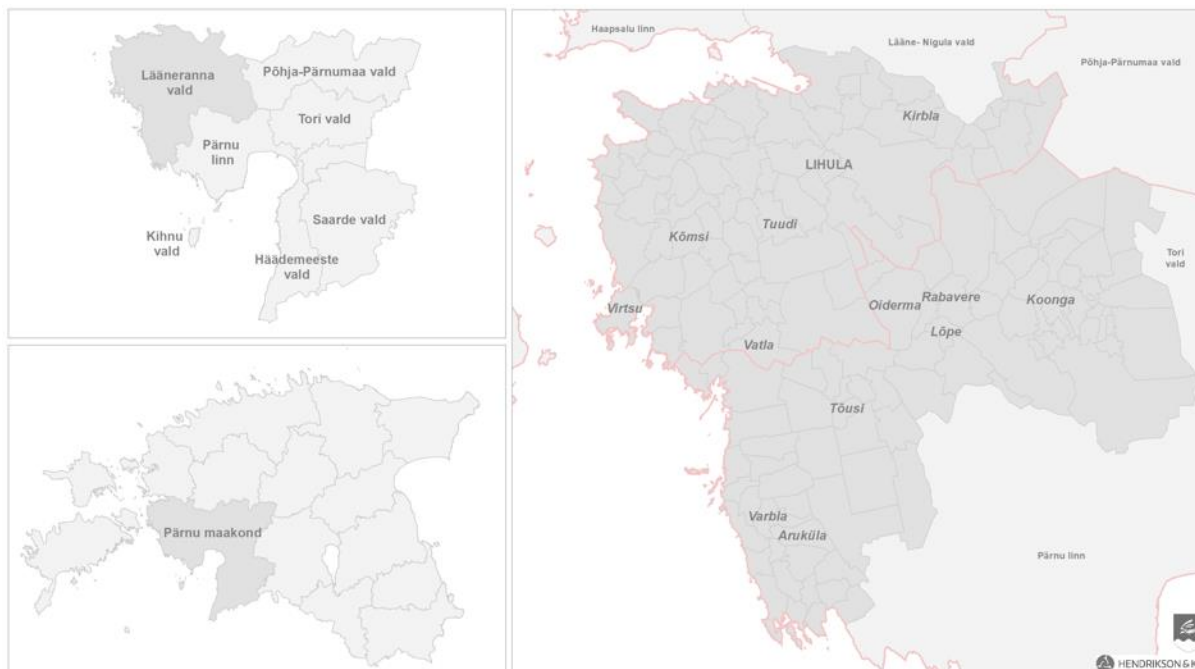 Lääneranna
vald
Põhja-Pärnumaa vald
Tori vald
Pärnu
linn
Saarde vald
Kihnu
vald
Häädemeeste
vald
Pärnu maakond
Haapsalu linn
Lääne- Nigula vald
Põhja-Pärnumaa vald
Kirbla
LIHULA
Tuudi
Kõmsi
Tori
vald
Oiderma
Rabavere
Koonga
Virtsu
Lõpe
Vatla
Tõusi
Varbla
Aruküla
Pärnu linn
HENDRIKSON&K